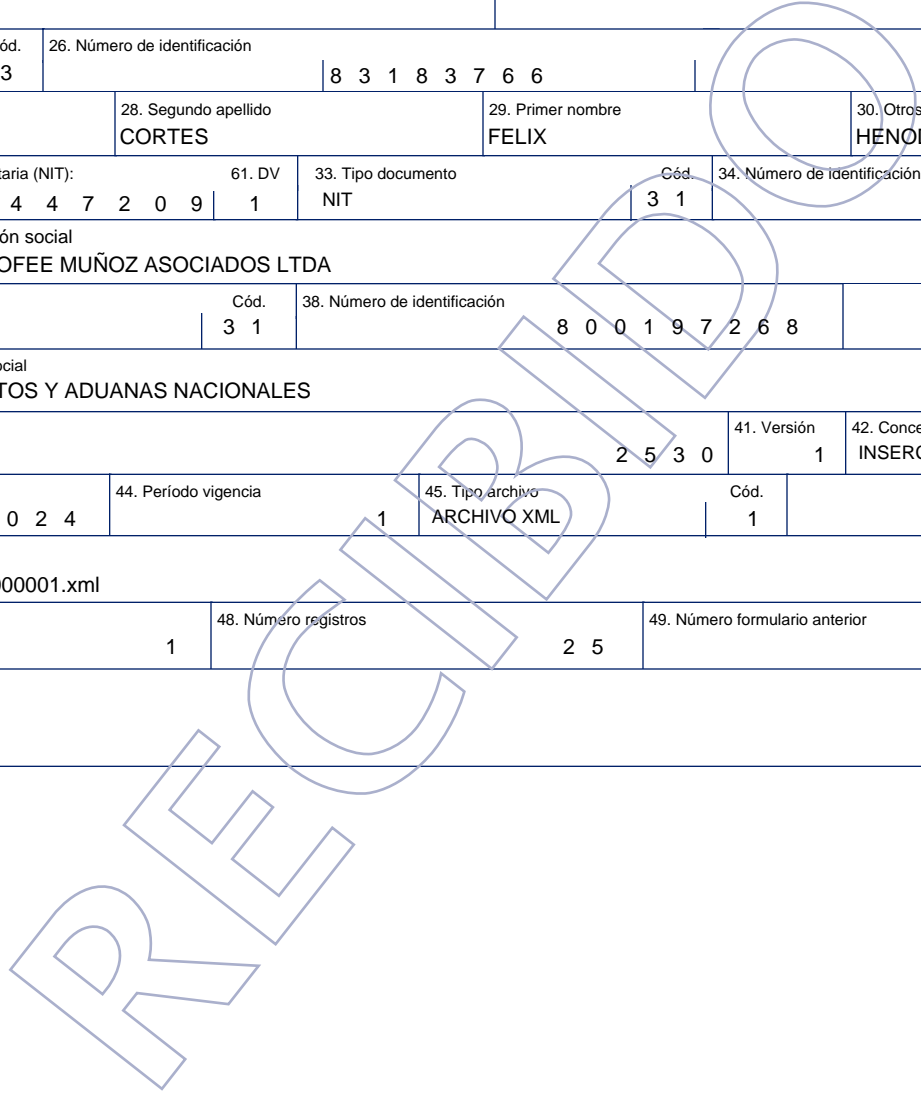 ód. 26. Número de identificación
3 8 3 1 8 3 7 6 6
28. Segundo apellido 29. Primer nombre 30. Otros
CORTES FELIX HENO
taria (NIT): 61. DV 33. Tipo documento Cód. 34. Número de identificación
4 4 7 2 0 9 1 NIT 3 1
ón social
OFEE MUÑOZ ASOCIADOS LTDA
Cód. 38. Número de identificación
3 1 8 0 0 1 9 7 2 6 8
ocial
TOS Y ADUANAS NACIONALES
41. Versión 42. Conce
2 5 3 0 1 INSERC
44. Período vigencia 45. Tipo archivo Cód.
0 2 4 1 ARCHIVO XML 1
000001.xml
48. Número registros 49. Número formulario anterior
1 2 5
RECIBIDO